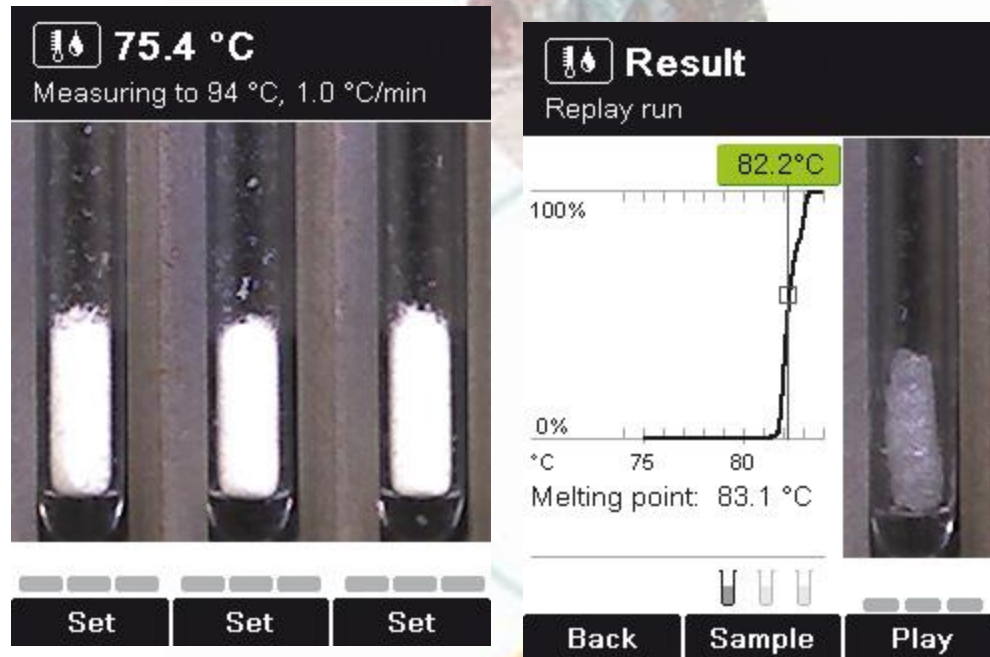 75.4 °C
Measuring to 94 °C, 1.0 °C/min
Set
Set
Set
Result
Replay run
82.2°C
100%
0%
°C 75 80
Melting point: 83.1 °C
Back
Sample
Play